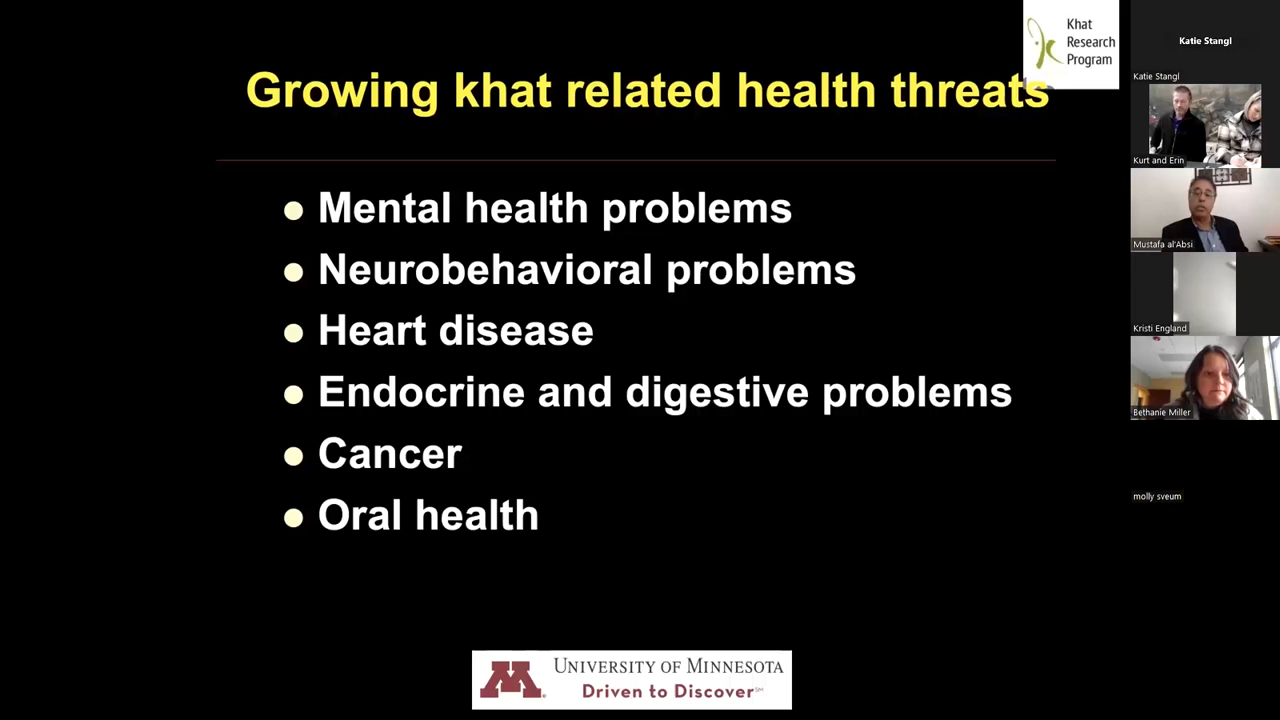 Growing khat related health threats
Khat
Research
Program
Mental health problems
Neurobehavioral problems
Heart disease
Endocrine and digestive problems
Cancer
Oral health
M
UNIVERSITY OF MINNESOTA
Driven to Discover℠
Katie Stangl
Katie Stangl
Kurt and Erin
Mustafa al'Absi
Kristi England
Bethanie Miller
molly sveum